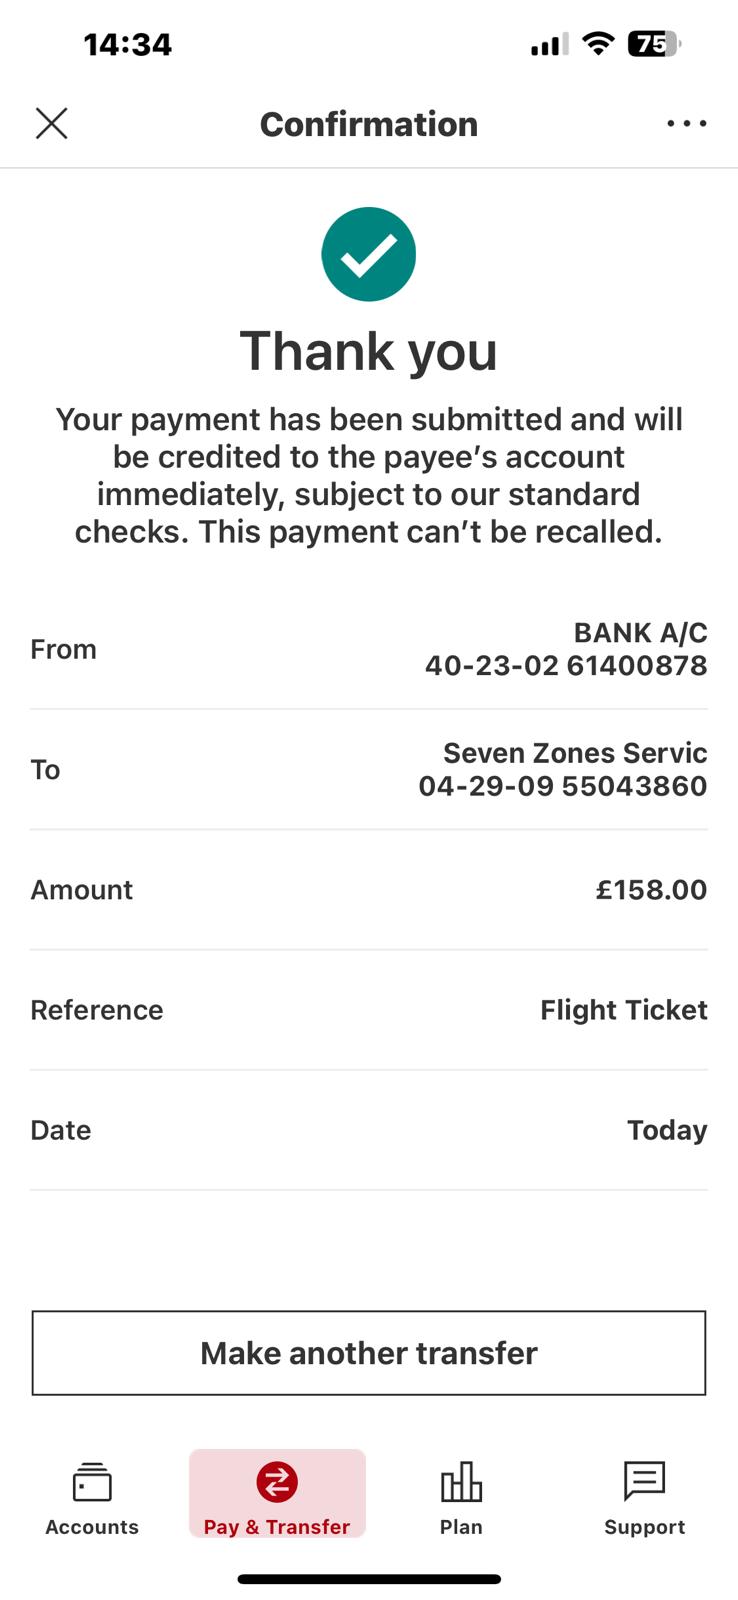 14:34
75
Confirmation
Thank you
Your payment has been submitted and will
be credited to the payee’s account
immediately, subject to our standard
checks. This payment can’t be recalled.
From
BANK A/C
40-23-02 61400878
To
Seven Zones Servic
04-29-09 55043860
Amount
£158.00
Reference
Flight Ticket
Date
Today
Make another transfer
Accounts
Pay & Transfer
Plan
Support